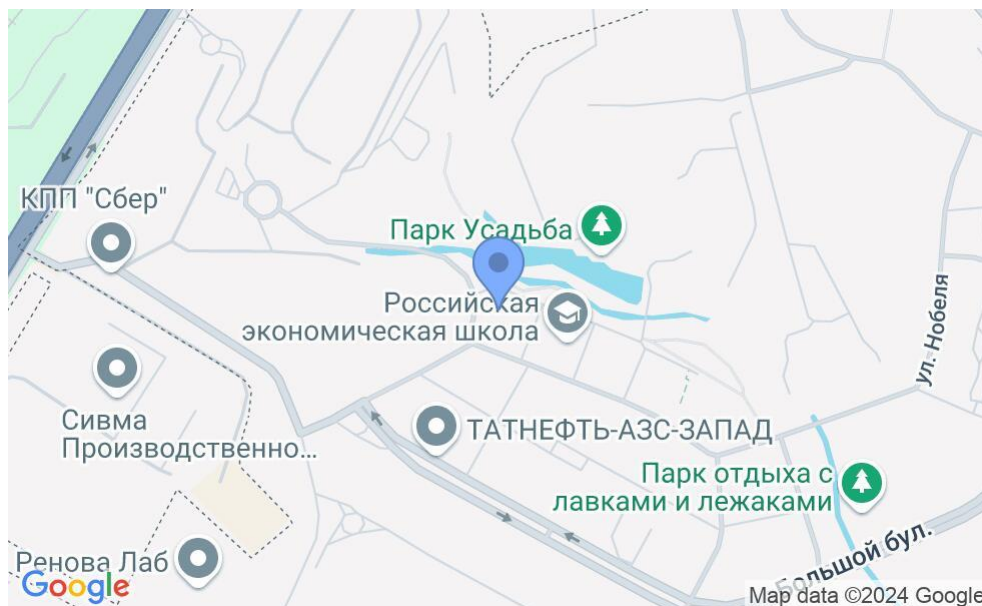 КПП "Сбер"
Парк Усадьба
Российская
экономическая школа
ул. Нобеля
Сивма
Производственно...
ТАТНЕФТЬ-АЗС-ЗАПАД
Парк отдыха с
лавками и лежаками
Большой бул.
Ренова Лаб
Google
Map data ©2024 Google